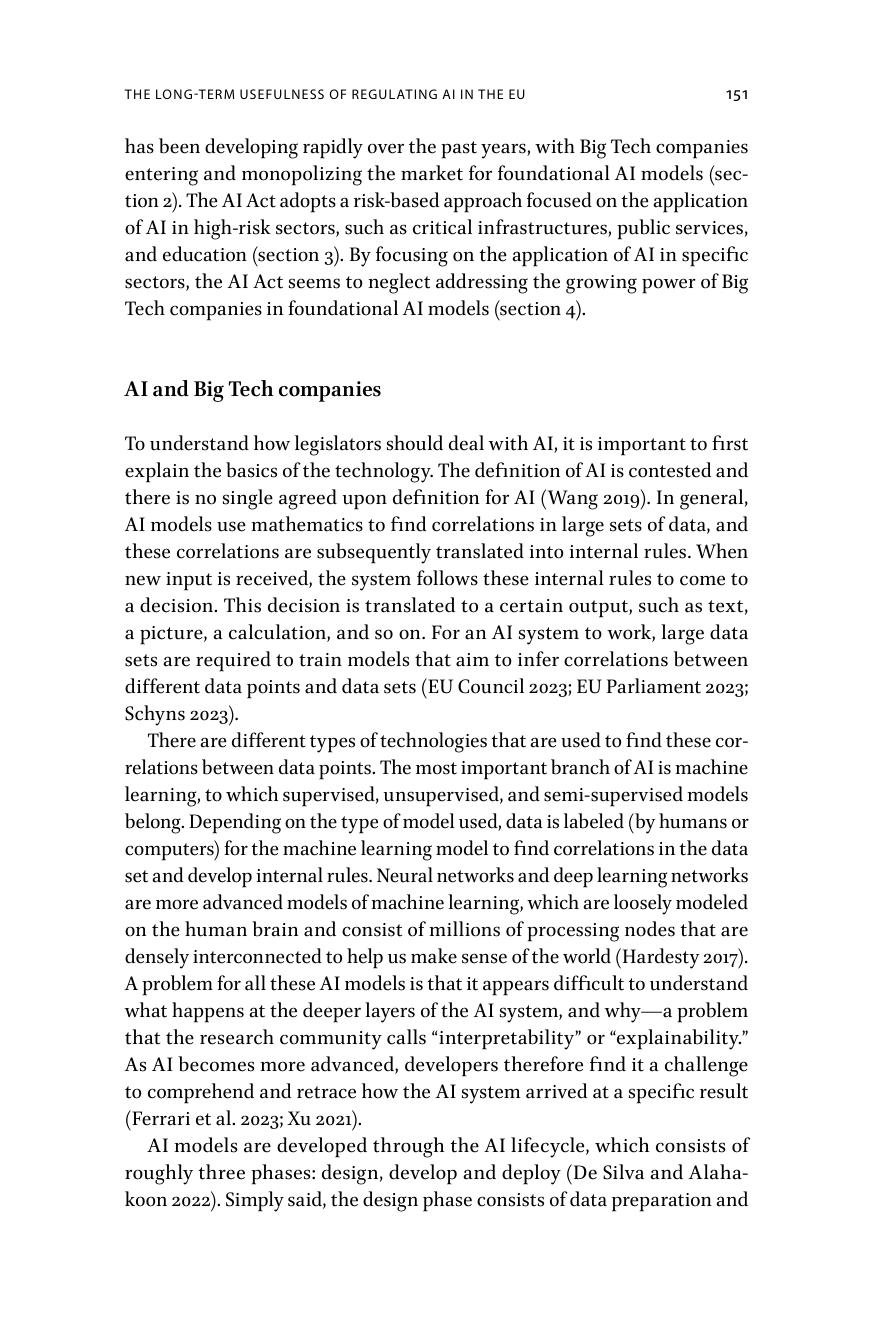 THE LONG-TERM USEFULNESS OF REGULATING AI IN THE EU 151
has been developing rapidly over the past years, with Big Tech companies
entering and monopolizing the market for foundational AI models (sec-
tion 2). The AI Act adopts a risk-based approach focused on the application
of AI in high-risk sectors, such as critical infrastructures, public services,
and education (section 3). By focusing on the application of AI in specific
sectors, the AI Act seems to neglect addressing the growing power of Big
Tech companies in foundational AI models (section 4).
AI and Big Tech companies
To understand how legislators should deal with AI, it is important to first
explain the basics of the technology. The definition of AI is contested and
there is no single agreed upon definition for AI (Wang 2019). In general,
AI models use mathematics to find correlations in large sets of data, and
these correlations are subsequently translated into internal rules. When
new input is received, the system follows these internal rules to come to
a decision. This decision is translated to a certain output, such as text,
a picture, a calculation, and so on. For an AI system to work, large data
sets are required to train models that aim to infer correlations between
different data points and data sets (EU Council 2023; EU Parliament 2023;
Schyns 2023).
There are different types of technologies that are used to find these cor-
relations between data points. The most important branch of AI is machine
learning, to which supervised, unsupervised, and semi-supervised models
belong. Depending on the type of model used, data is labeled (by humans or
computers) for the machine learning model to find correlations in the data
set and develop internal rules. Neural networks and deep learning networks
are more advanced models of machine learning, which are loosely modeled
on the human brain and consist of millions of processing nodes that are
densely interconnected to help us make sense of the world (Hardesty 2017).
A problem for all these AI models is that it appears difficult to understand
what happens at the deeper layers of the AI system, and why—a problem
that the research community calls “interpretability” or “explainability.”
As AI becomes more advanced, developers therefore find it a challenge
to comprehend and retrace how the AI system arrived at a specific result
(Ferrari et al. 2023; Xu 2021).
AI models are developed through the AI lifecycle, which consists of
roughly three phases: design, develop and deploy (De Silva and Alaha-
koon 2022). Simply said, the design phase consists of data preparation and